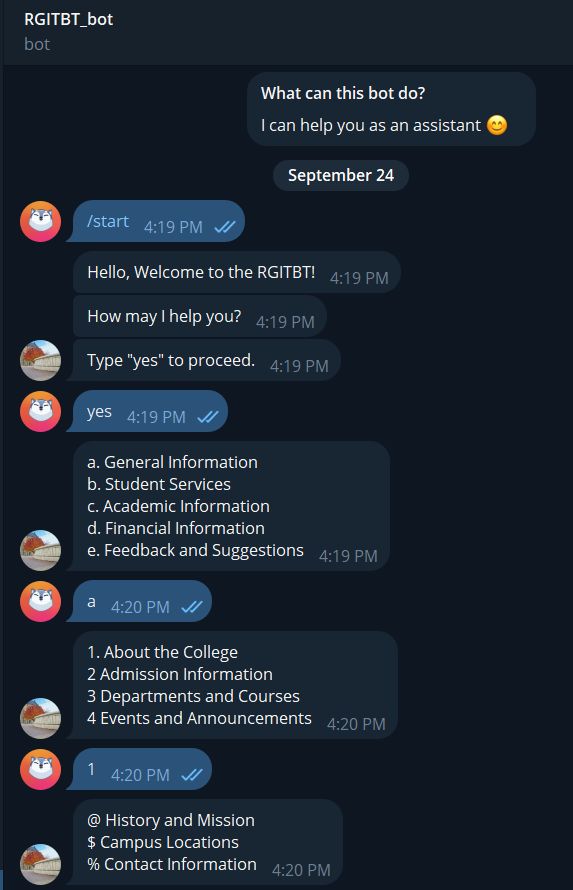 RGITBT_bot
bot
What can this bot do?
I can help you as an assistant 😊
September 24
/start 4:19 PM
Hello, Welcome to the RGITBT! 4:19 PM
How may I help you? 4:19 PM
Type "yes" to proceed. 4:19 PM
yes 4:19 PM
a. General Information
b. Student Services
c. Academic Information
d. Financial Information
e. Feedback and Suggestions 4:19 PM
a 4:20 PM
1. About the College
2 Admission Information
3 Departments and Courses
4 Events and Announcements 4:20 PM
1 4:20 PM
@ History and Mission
$ Campus Locations
% Contact Information 4:20 PM